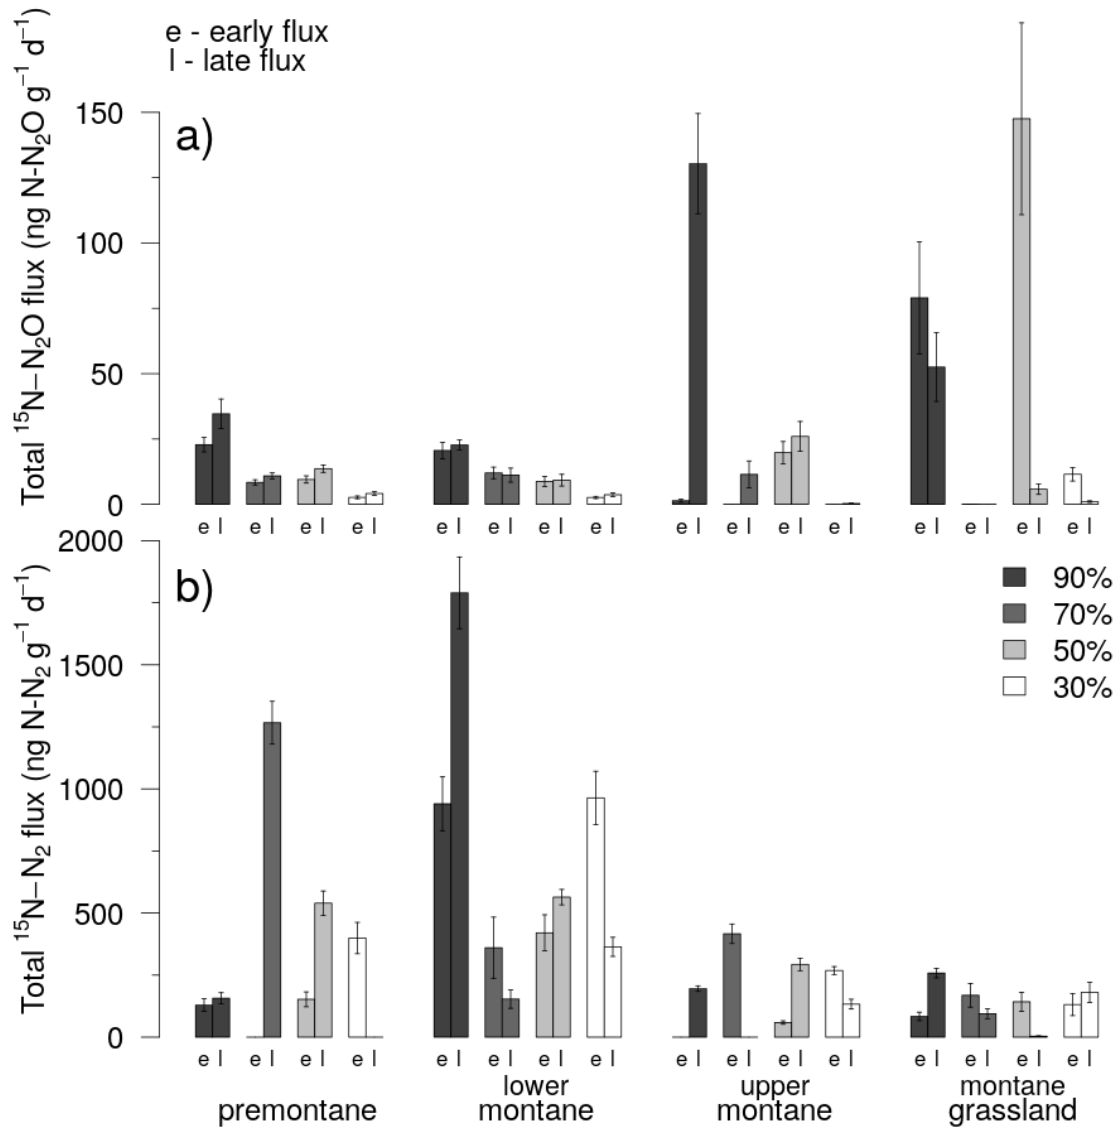 e - early flux
l - late flux
a)
Total ¹⁵N−N₂O flux (ng N-N₂O g⁻¹ d⁻¹)
150
100
50
0
e l e l e l e l e l e l e l e l e l e l e l e l e l e l e l e l
b)
Total ¹⁵N−N₂ flux (ng N-N₂ g⁻¹ d⁻¹)
2000
1500
1000
500
0
90%
70%
50%
30%
e l e l e l e l e l e l e l e l e l e l e l e l e l e l e l e l
premontane
lower
montane
upper
montane
montane
grassland